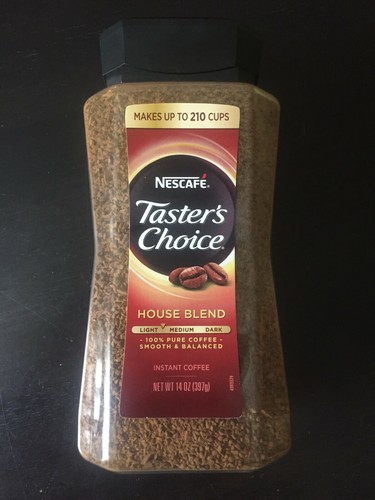 MAKES UP TO 210 CUPS
NESCAFÉ®
Taster's
Choice®
HOUSE BLEND
LIGHT MEDIUM DARK
- 100% PURE COFFEE -
SMOOTH & BALANCED
INSTANT COFFEE
NET WT 14 OZ (397g)